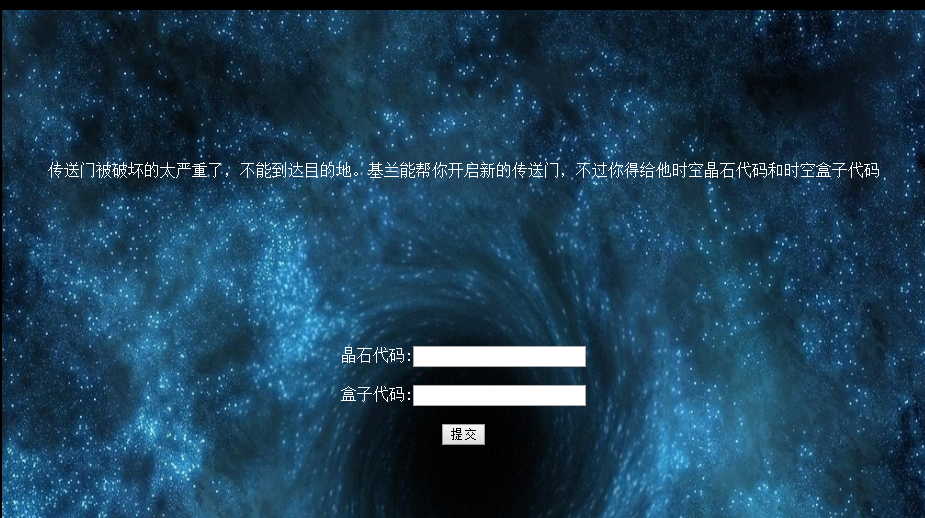 传送门被破坏的太严重了，不能到达目的地。基兰能帮你开启新的传送门，不过你得给他时空晶石代码和时空盒子代码
晶石代码:
盒子代码:
提交